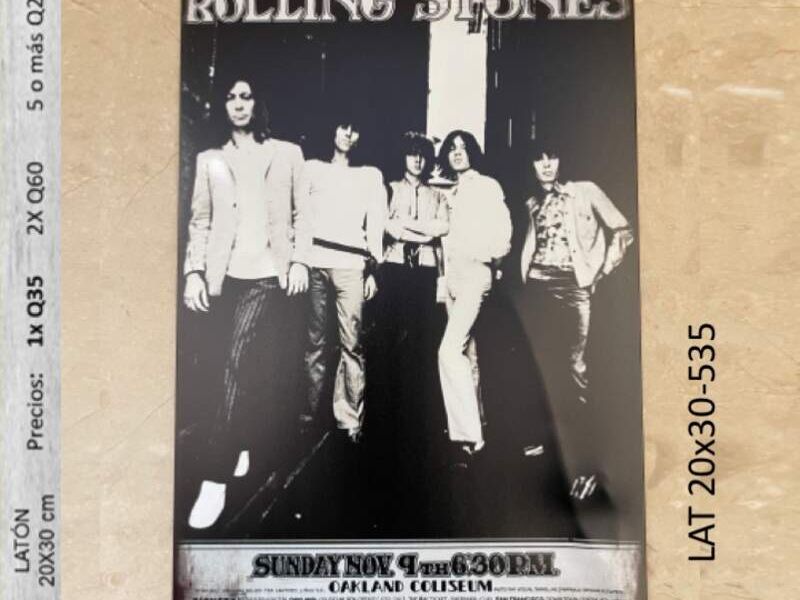 ROLLING STONES
SUNDAY NOV. 9TH 6:30 P.M.
OAKLAND COLISEUM
LATÓN
20X30 cm
Precios: 1x Q35 2X Q60 5 o más Q2
LAT 20x30-535